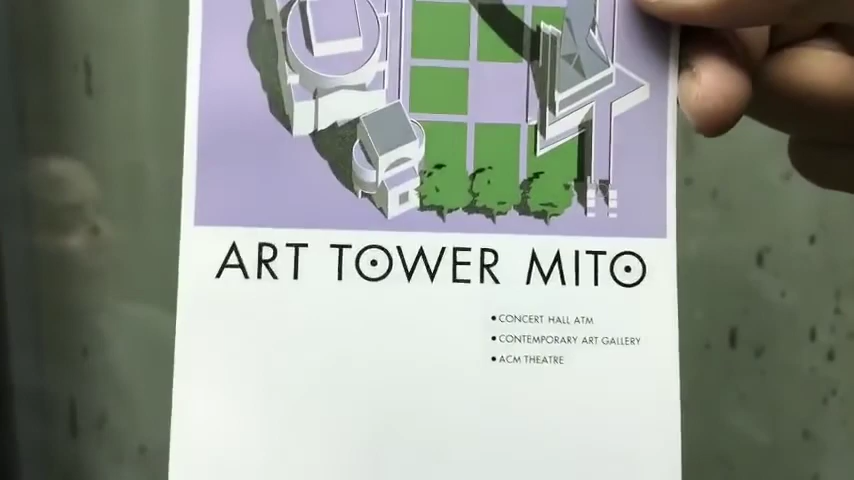 ART TOWER MITO
• CONCERT HALL ATM
• CONTEMPORARY ART GALLERY
• ACM THEATRE